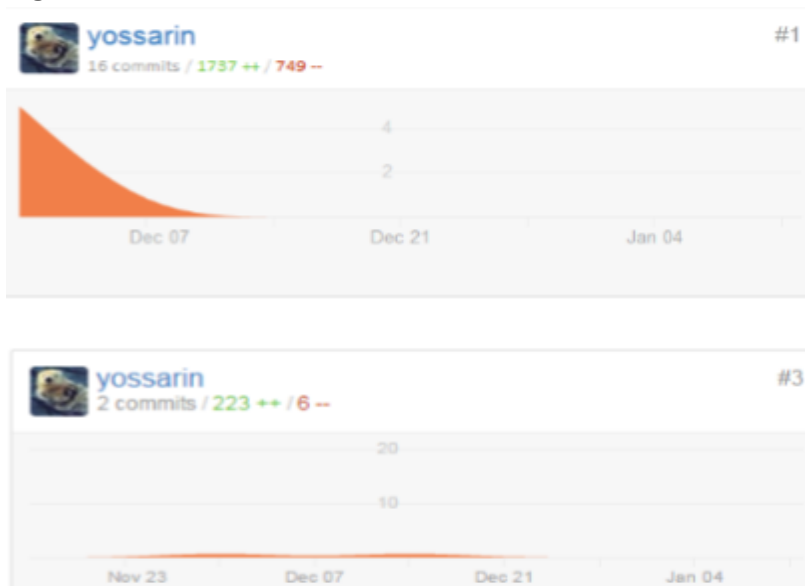 yossarin #1
16 commits / 1737 ++ / 749 --
4
2
Dec 07 Dec 21 Jan 04
yossarin #3
2 commits / 223 ++ / 6 --
20
10
Nov 23 Dec 07 Dec 21 Jan 04